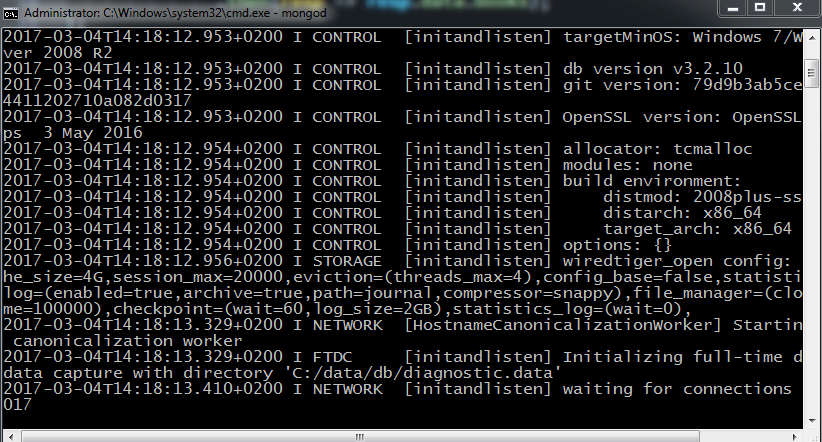 Administrator: C:\Windows\system32\cmd.exe - mongod
2017-03-04T14:18:12.953+0200 I CONTROL  [initandlisten] targetMinOS: Windows 7/W
ver 2008 R2
2017-03-04T14:18:12.953+0200 I CONTROL  [initandlisten] db version v3.2.10
2017-03-04T14:18:12.953+0200 I CONTROL  [initandlisten] git version: 79d9b3ab5ce
4411202710a082d0317
2017-03-04T14:18:12.953+0200 I CONTROL  [initandlisten] OpenSSL version: OpenSSL
ps  3 May 2016
2017-03-04T14:18:12.954+0200 I CONTROL  [initandlisten] allocator: tcmalloc
2017-03-04T14:18:12.954+0200 I CONTROL  [initandlisten] modules: none
2017-03-04T14:18:12.954+0200 I CONTROL  [initandlisten] build environment:
2017-03-04T14:18:12.954+0200 I CONTROL  [initandlisten]     distmod: 2008plus-ss
2017-03-04T14:18:12.954+0200 I CONTROL  [initandlisten]     distarch: x86_64
2017-03-04T14:18:12.954+0200 I CONTROL  [initandlisten]     target_arch: x86_64
2017-03-04T14:18:12.954+0200 I CONTROL  [initandlisten] options: {}
2017-03-04T14:18:12.956+0200 I STORAGE  [initandlisten] wiredtiger_open config:
he_size=4G,session_max=20000,eviction=(threads_max=4),config_base=false,statisti
log=(enabled=true,archive=true,path=journal,compressor=snappy),file_manager=(clo
me=100000),checkpoint=(wait=60,log_size=2GB),statistics_log=(wait=0),
2017-03-04T14:18:13.329+0200 I NETWORK  [HostnameCanonicalizationWorker] Startin
 canonicalization worker
2017-03-04T14:18:13.329+0200 I FTDC     [initandlisten] Initializing full-time d
data capture with directory 'C:/data/db/diagnostic.data'
2017-03-04T14:18:13.410+0200 I NETWORK  [initandlisten] waiting for connections
017